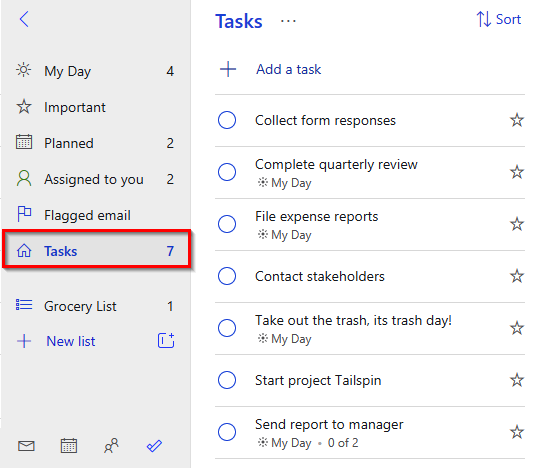 My Day 4
Important
Planned 2
Assigned to you 2
Flagged email
Tasks 7
Grocery List 1
New list
Tasks ...
Sort
Add a task
Collect form responses
Complete quarterly review
My Day
File expense reports
My Day
Contact stakeholders
Take out the trash, its trash day!
My Day
Start project Tailspin
Send report to manager
My Day • 0 of 2